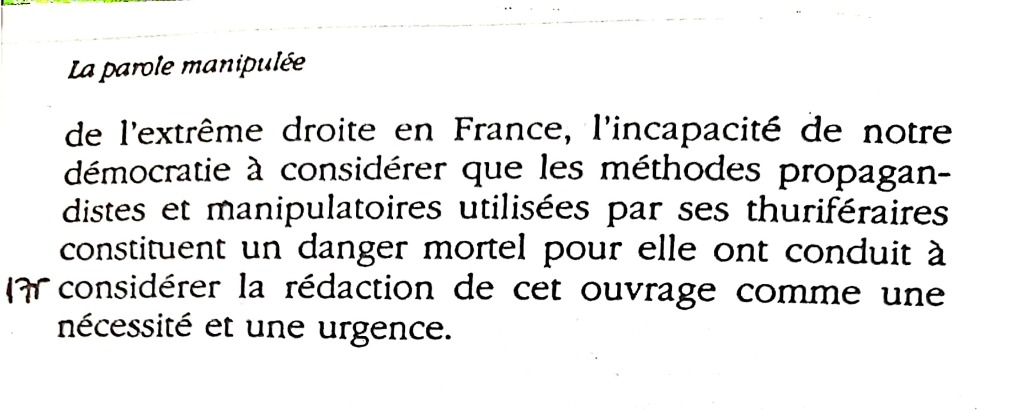 La parole manipulée
de l'extrême droite en France, l'incapacité de notre
démocratie à considérer que les méthodes propagan-
distes et manipulatoires utilisées par ses thuriféraires
constituent un danger mortel pour elle ont conduit à
considérer la rédaction de cet ouvrage comme une
nécessité et une urgence.